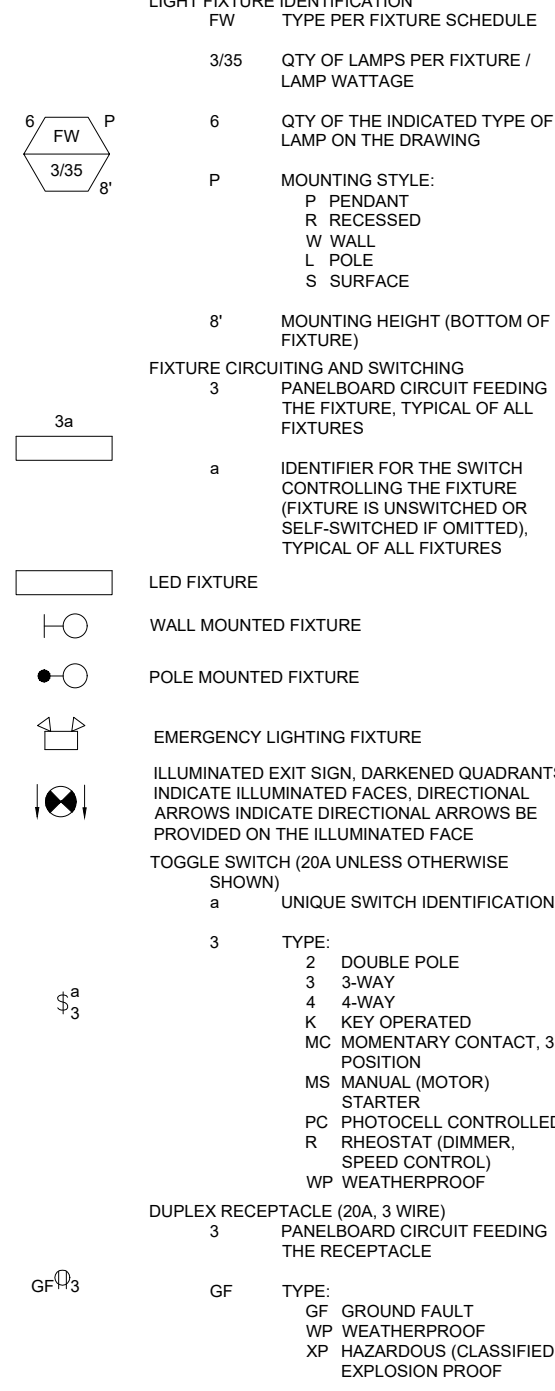 LIGHT FIXTURE IDENTIFICATION
FW TYPE PER FIXTURE SCHEDULE
3/35 QTY OF LAMPS PER FIXTURE /
LAMP WATTAGE
6 P
FW
3/35
8'
6 QTY OF THE INDICATED TYPE OF
LAMP ON THE DRAWING
P MOUNTING STYLE:
P PENDANT
R RECESSED
W WALL
L POLE
S SURFACE
8' MOUNTING HEIGHT (BOTTOM OF
FIXTURE)
FIXTURE CIRCUITING AND SWITCHING
3a
3 PANELBOARD CIRCUIT FEEDING
THE FIXTURE, TYPICAL OF ALL
FIXTURES
a IDENTIFIER FOR THE SWITCH
CONTROLLING THE FIXTURE
(FIXTURE IS UNSWITCHED OR
SELF-SWITCHED IF OMITTED),
TYPICAL OF ALL FIXTURES
LED FIXTURE
WALL MOUNTED FIXTURE
POLE MOUNTED FIXTURE
EMERGENCY LIGHTING FIXTURE
ILLUMINATED EXIT SIGN, DARKENED QUADRANTS
INDICATE ILLUMINATED FACES, DIRECTIONAL
ARROWS INDICATE DIRECTIONAL ARROWS BE
PROVIDED ON THE ILLUMINATED FACE
TOGGLE SWITCH (20A UNLESS OTHERWISE
SHOWN)
a UNIQUE SWITCH IDENTIFICATION
$ a 3
3 TYPE:
2 DOUBLE POLE
3 3-WAY
4 4-WAY
K KEY OPERATED
MC MOMENTARY CONTACT, 3
POSITION
MS MANUAL (MOTOR)
STARTER
PC PHOTOCELL CONTROLLED
R RHEOSTAT (DIMMER,
SPEED CONTROL)
WP WEATHERPROOF
DUPLEX RECEPTACLE (20A, 3 WIRE)
3 PANELBOARD CIRCUIT FEEDING
THE RECEPTACLE
GF 3
GF TYPE:
GF GROUND FAULT
WP WEATHERPROOF
XP HAZARDOUS (CLASSIFIED
EXPLOSION PROOF